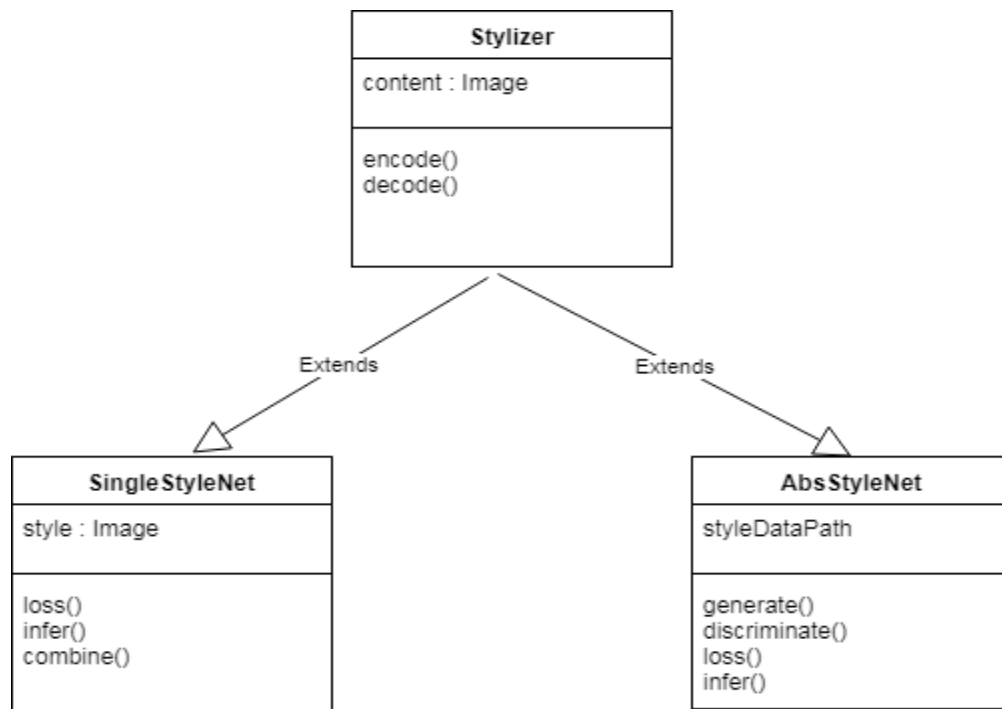 Stylizer
content : Image
encode()
decode()
Extends
Extends
SingleStyleNet
style : Image
loss()
infer()
combine()
AbsStyleNet
styleDataPath
generate()
discriminate()
loss()
infer()